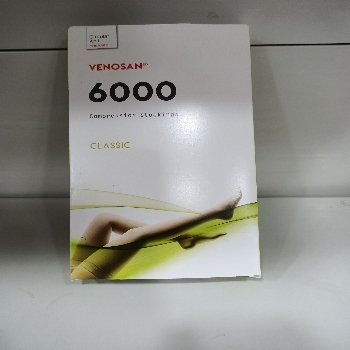 VENOSAN®
6000
Compression stockings
CLASSIC